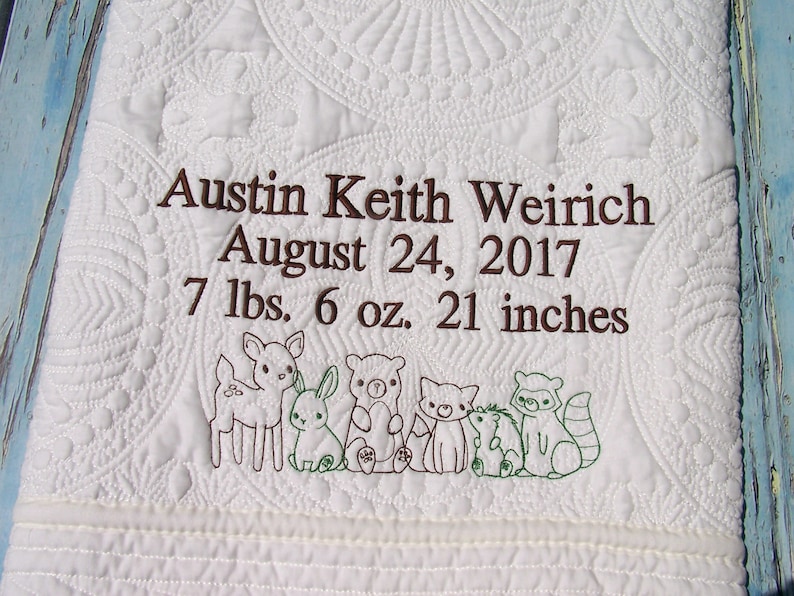 Austin Keith Weirich
August 24, 2017
7 lbs. 6 oz. 21 inches